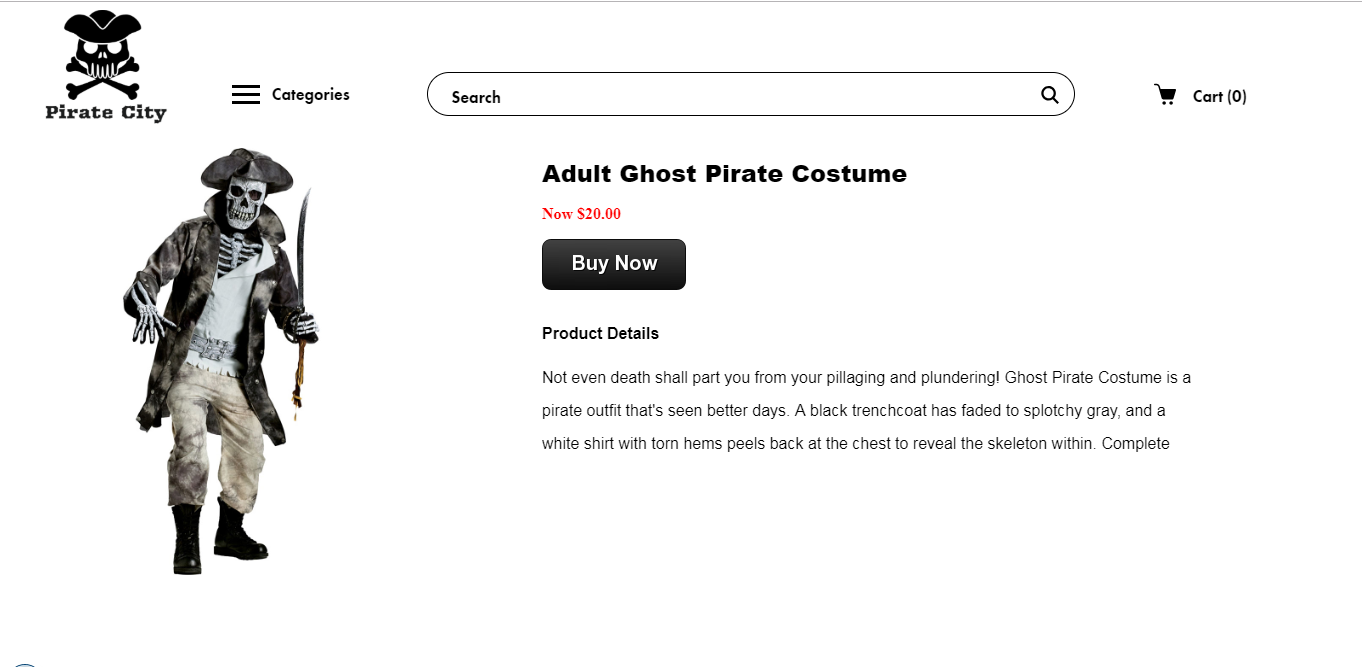 Pirate City
Categories
Search
Cart (0)
Adult Ghost Pirate Costume
Now $20.00
Buy Now
Product Details
Not even death shall part you from your pillaging and plundering! Ghost Pirate Costume is a
pirate outfit that's seen better days. A black trenchcoat has faded to splotchy gray, and a
white shirt with torn hems peels back at the chest to reveal the skeleton within. Complete